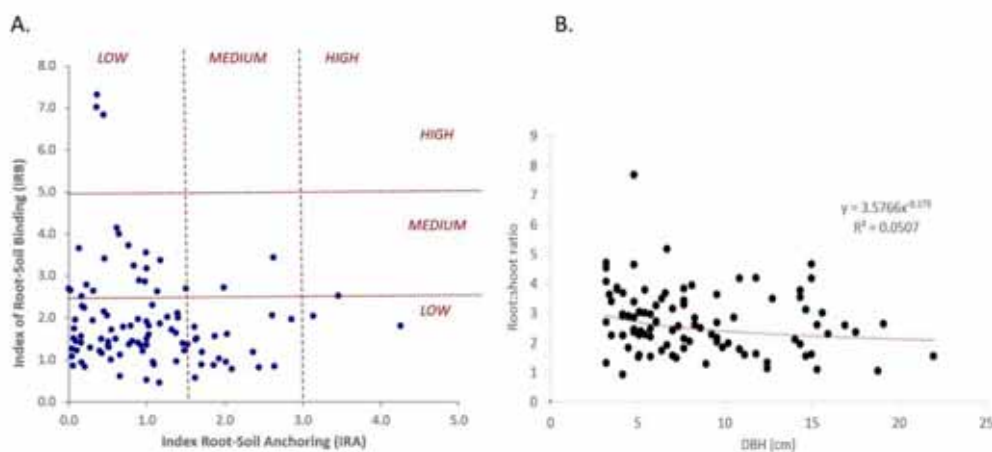 A.
LOW MEDIUM HIGH
8.0
7.0
6.0
5.0
4.0
3.0
2.0
1.0
0.0
Index of Root-Soil Binding (IRB)
HIGH
MEDIUM
LOW
0.0 1.0 2.0 3.0 4.0 5.0
Index Root-Soil Anchoring (IRA)
B.
9
8
7
6
5
4
3
2
1
0
Root:shoot ratio
R² = 0.0507
0 5 10 15 20 25
DBH [cm]